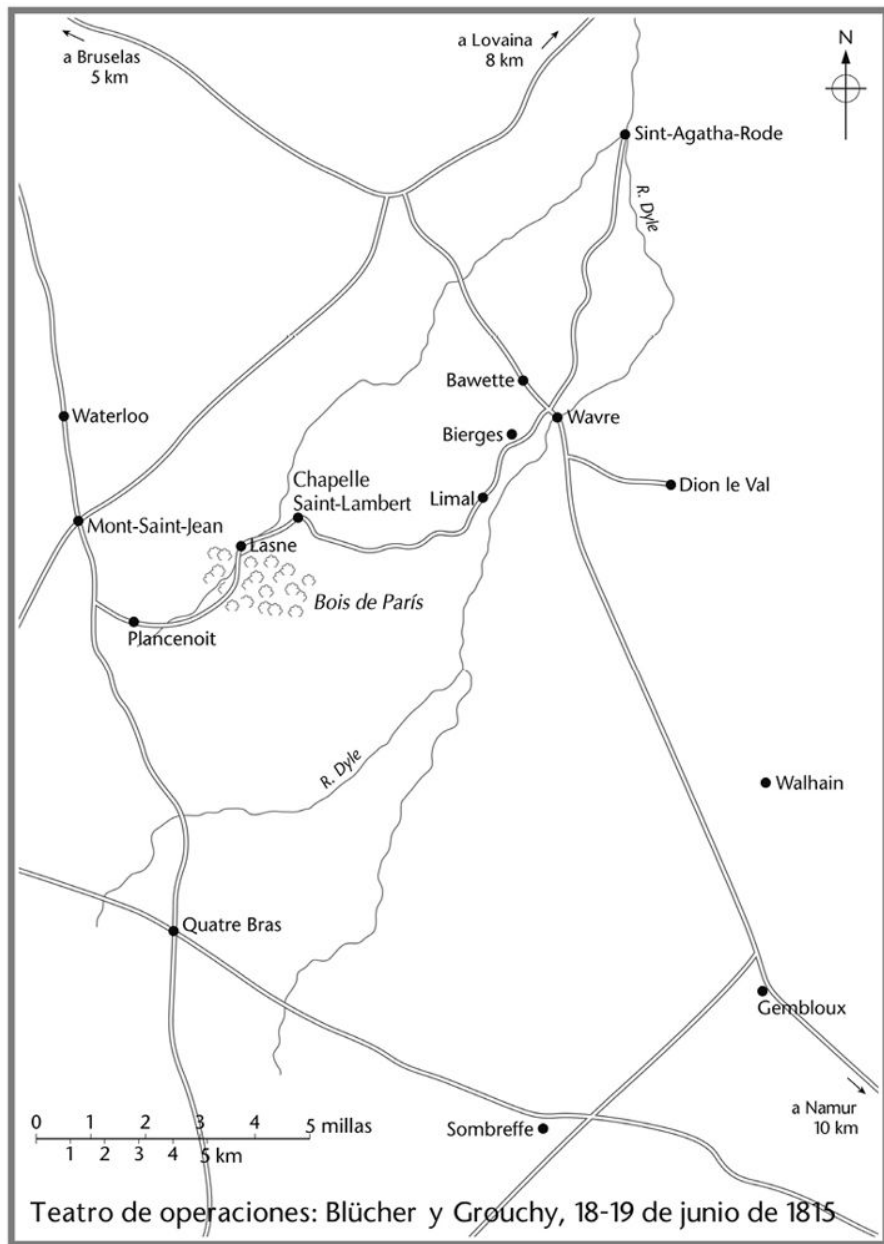 a Bruselas
5 km
a Lovaina
8 km
N
Sint-Agatha-Rode
R. Dyle
Bawette
Waterloo
Wavre
Bierges
Chapelle
Saint-Lambert
Limal
Dion le Val
Mont-Saint-Jean
Lasne
Bois de París
Plancenoit
R. Dyle
Walhain
Quatre Bras
Gembloux
a Namur
10 km
Sombreffe
0 1 2 3 4 5 millas
1 2 3 4 5 km
Teatro de operaciones: Blücher y Grouchy, 18-19 de junio de 1815